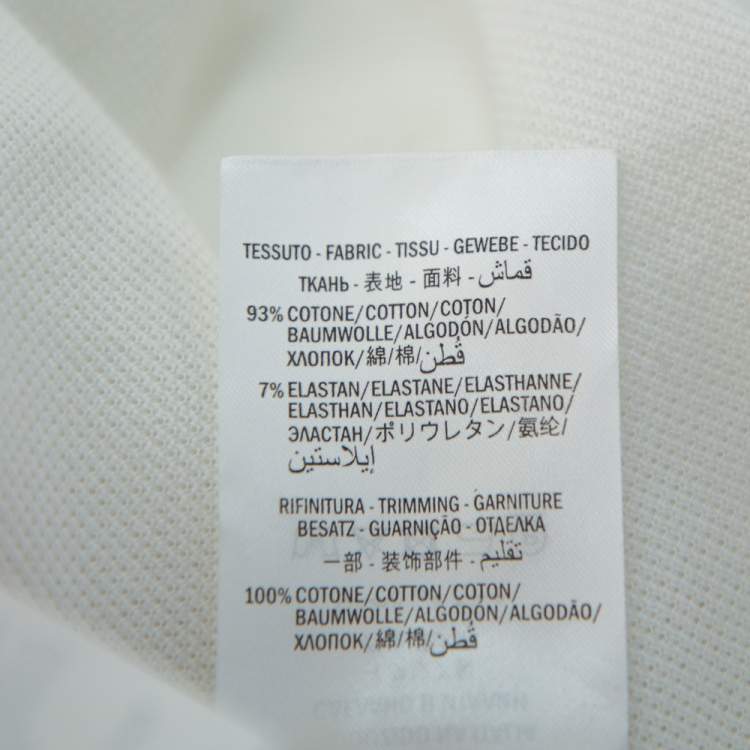 TESSUTO - FABRIC - TISSU - GEWEBE - TECIDO
ТКАНЬ - 表地 - 面料 - قماش
93% COTONE/COTTON/COTON/
BAUMWOLLE/ALGODÓN/ALGODÃO/
ХЛОПОК/綿/棉/قُطن
7% ELASTAN/ELASTANE/ELASTHANNE/
ELASTHAN/ELASTANO/ELASTANO/
ЭЛАСТАН/ポリウレタン/氨纶/
إيلاستين
RIFINITURA - TRIMMING - GARNITURE
BESATZ - GUARNIÇÃO - ОТДЕЛКА
一部 - 装饰部件 - تقليم
100% COTONE/COTTON/COTON/
BAUMWOLLE/ALGODÓN/ALGODÃO/
ХЛОПОК/綿/棉/قُطن